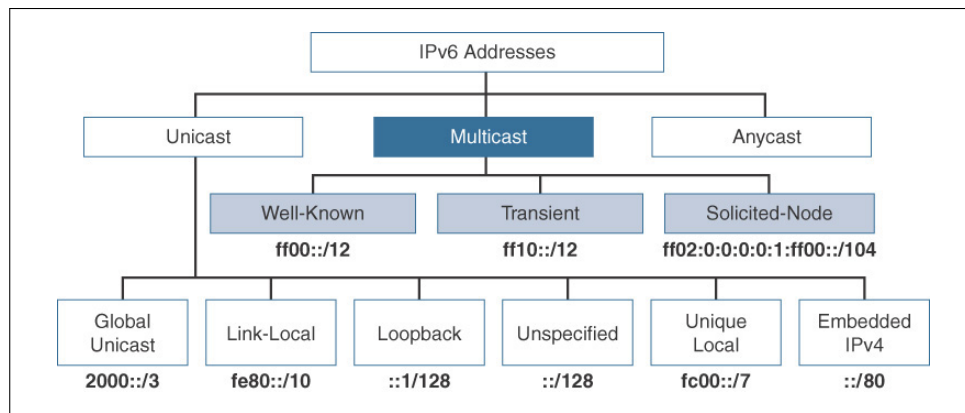 IPv6 Addresses
Unicast
Multicast
Anycast
Well-Known
Transient
Solicited-Node
ff00::/12
ff10::/12
ff02:0:0:0:0:1:ff00::/104
Global
Unicast
Link-Local
Loopback
Unspecified
Unique
Local
Embedded
IPv4
2000::/3
fe80::/10
::1/128
::/128
fc00::/7
::/80